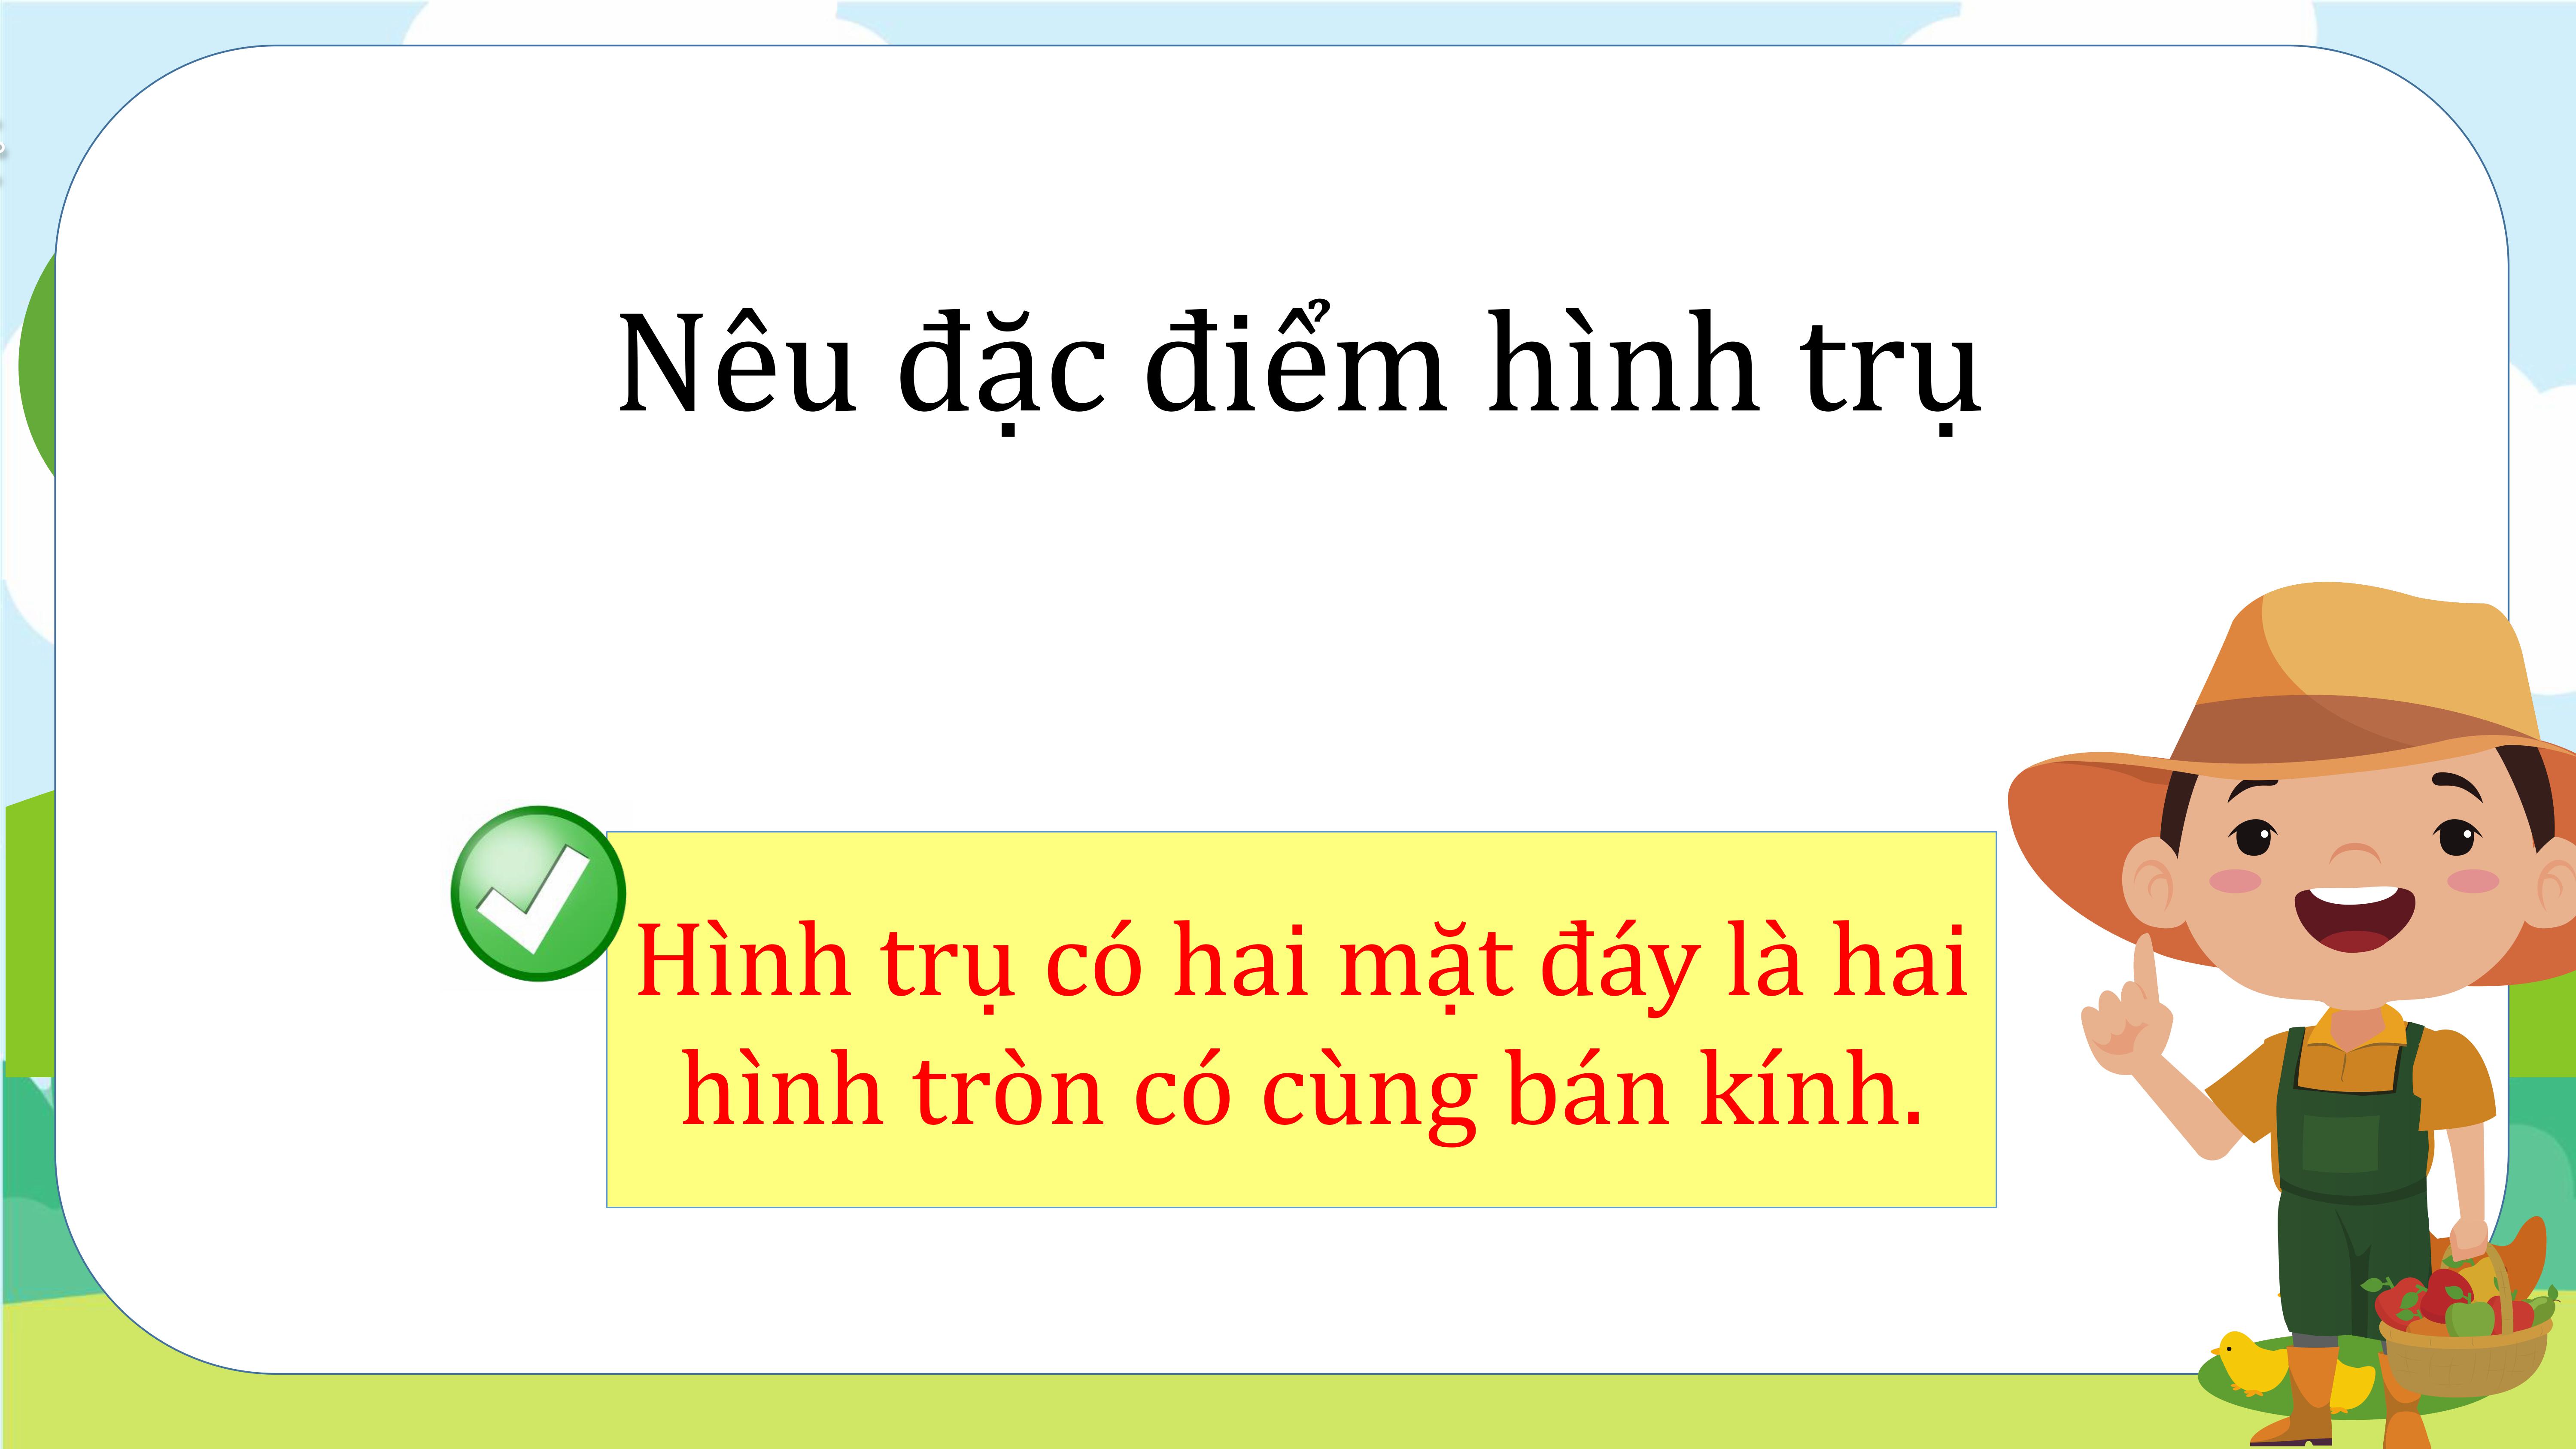 Nêu đặc điểm hình trụ
Hình trụ có hai mặt đáy là hai
hình tròn có cùng bán kính.